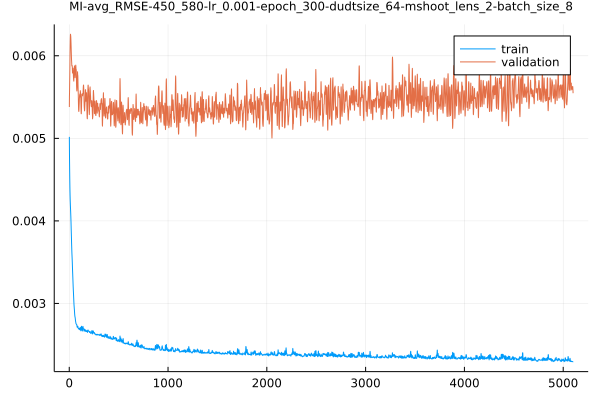 MI-avg_RMSE-450_580-lr_0.001-epoch_300-dudtsize_64-mshoot_lens_2-batch_size_8
train
validation
0.006
0.005
0.004
0.003
0 1000 2000 3000 4000 5000